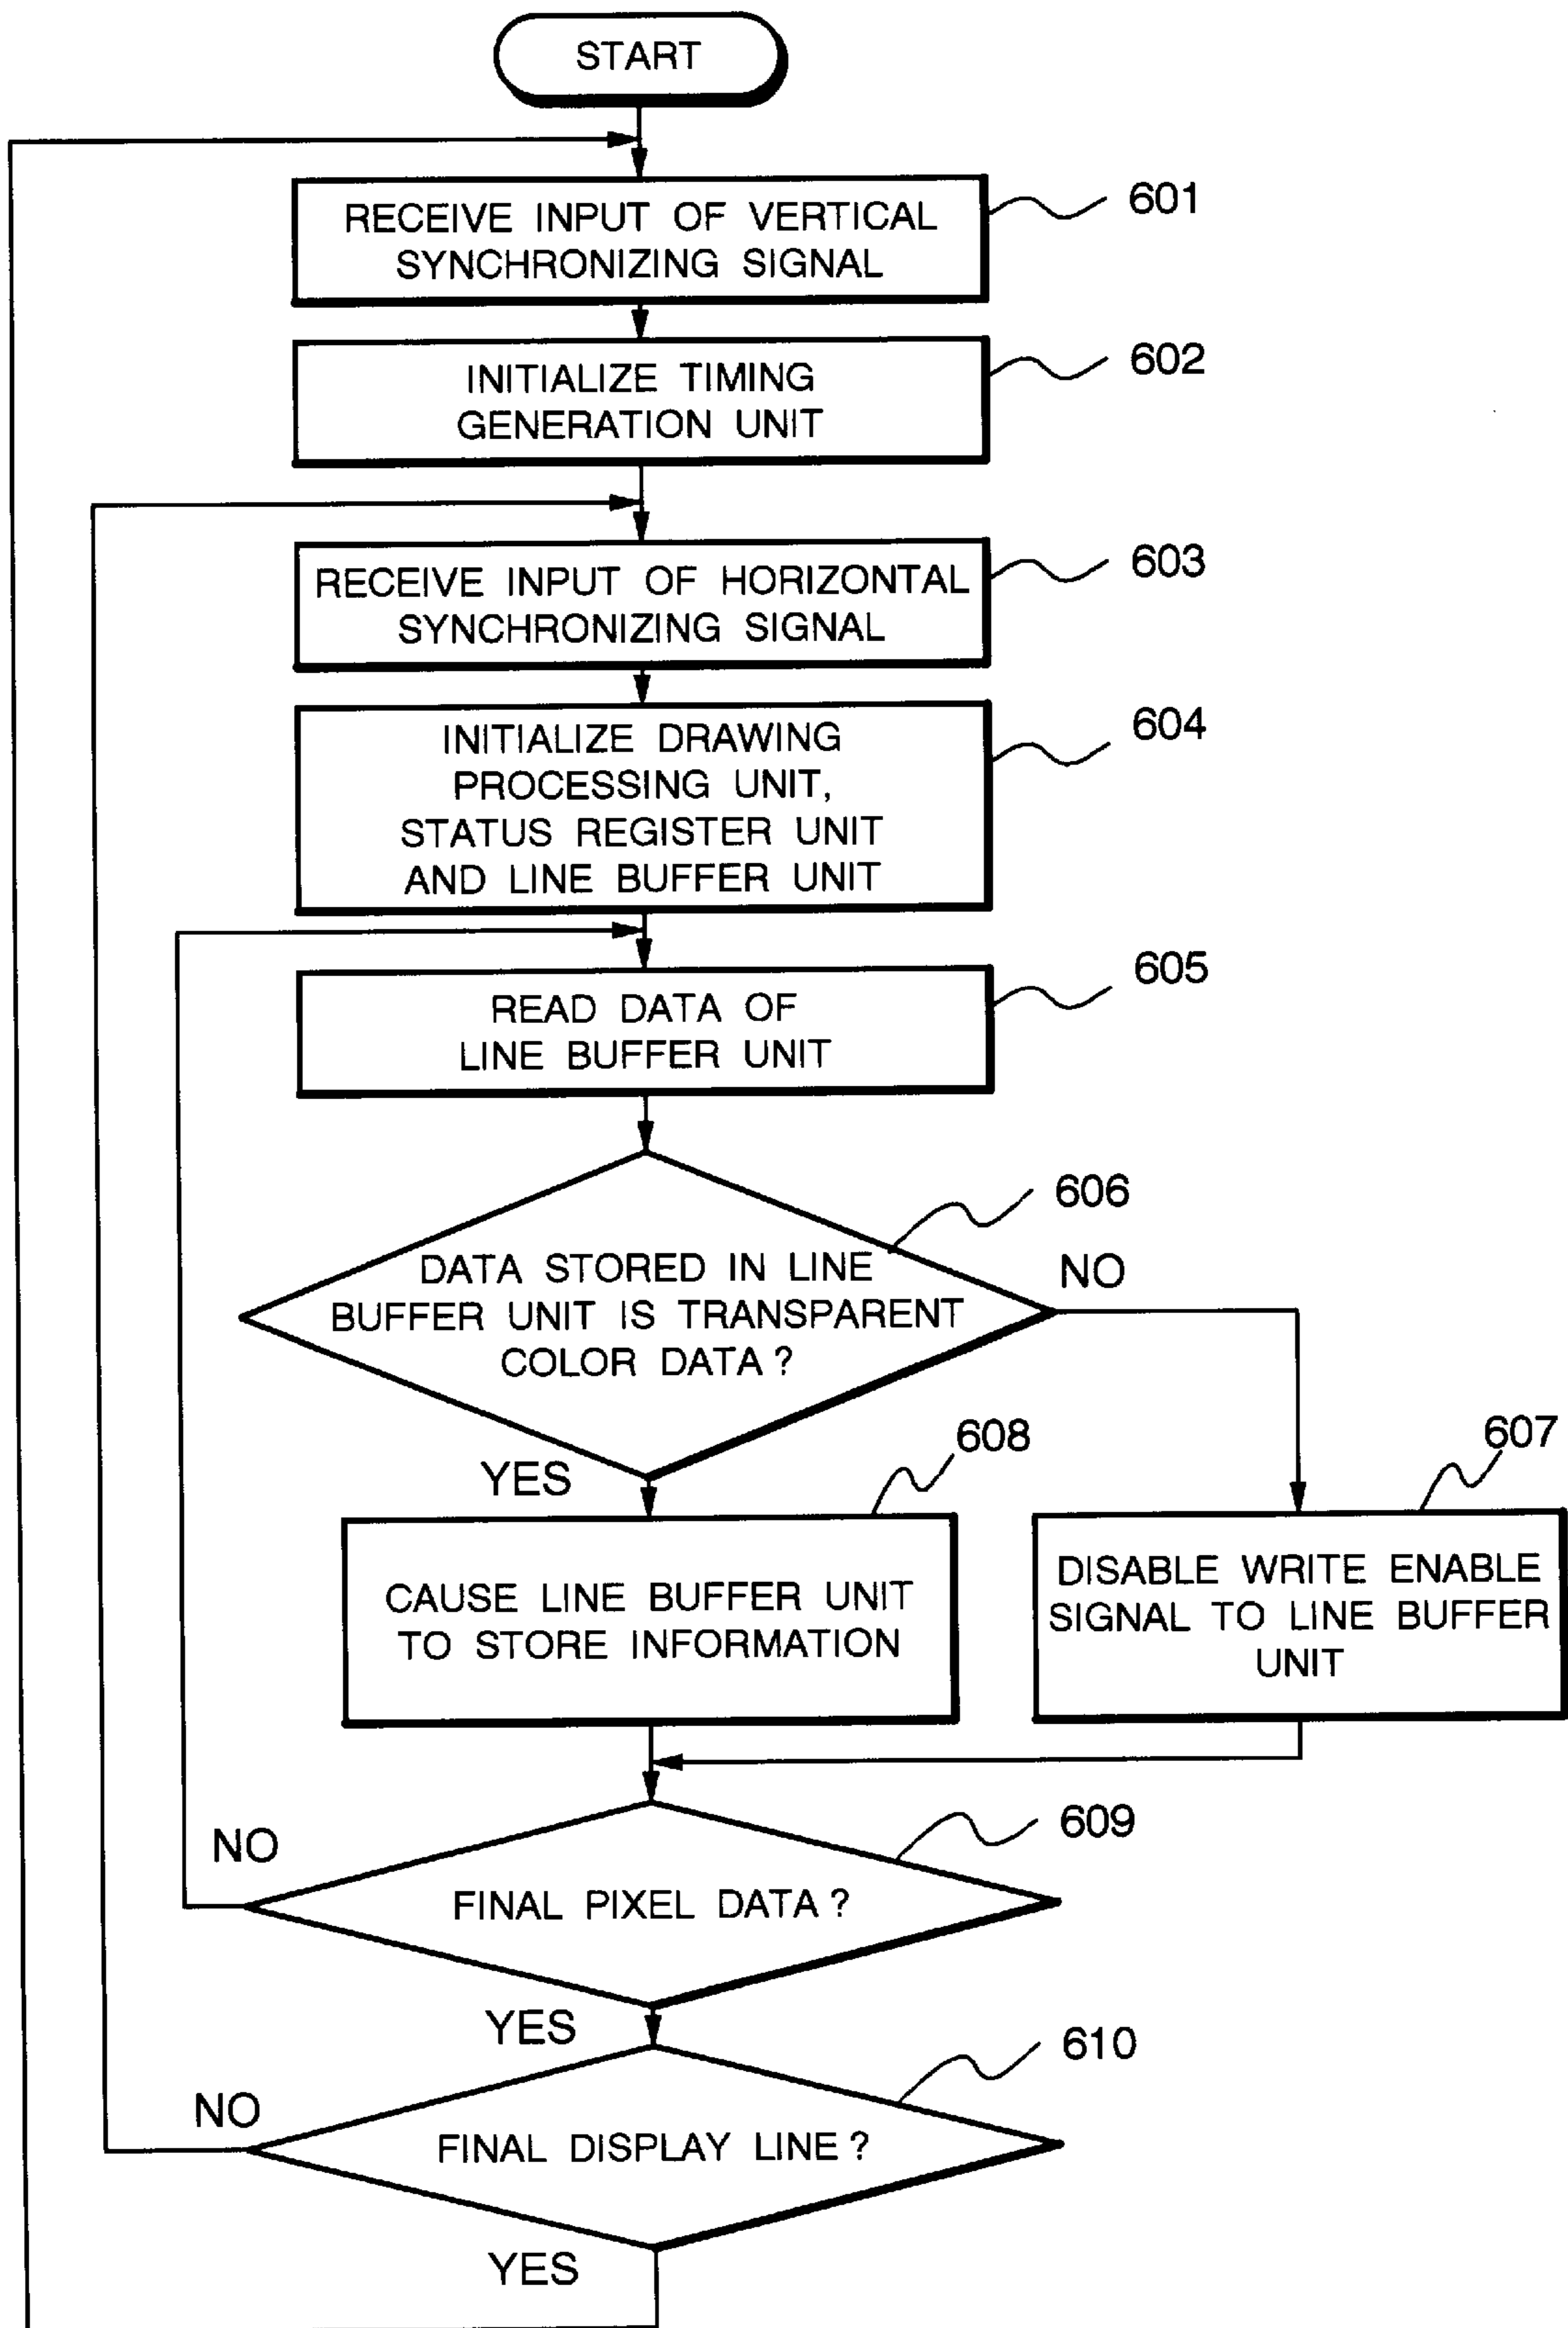 START
RECEIVE INPUT OF VERTICAL
SYNCHRONIZING SIGNAL
601
INITIALIZE TIMING
GENERATION UNIT
602
RECEIVE INPUT OF HORIZONTAL
SYNCHRONIZING SIGNAL
603
INITIALIZE DRAWING
PROCESSING UNIT,
STATUS REGISTER UNIT
AND LINE BUFFER UNIT
604
READ DATA OF
LINE BUFFER UNIT
605
DATA STORED IN LINE
BUFFER UNIT IS TRANSPARENT
COLOR DATA?
606
NO
YES
608
CAUSE LINE BUFFER UNIT
TO STORE INFORMATION
607
DISABLE WRITE ENABLE
SIGNAL TO LINE BUFFER
UNIT
609
NO
FINAL PIXEL DATA?
YES
610
NO
FINAL DISPLAY LINE?
YES